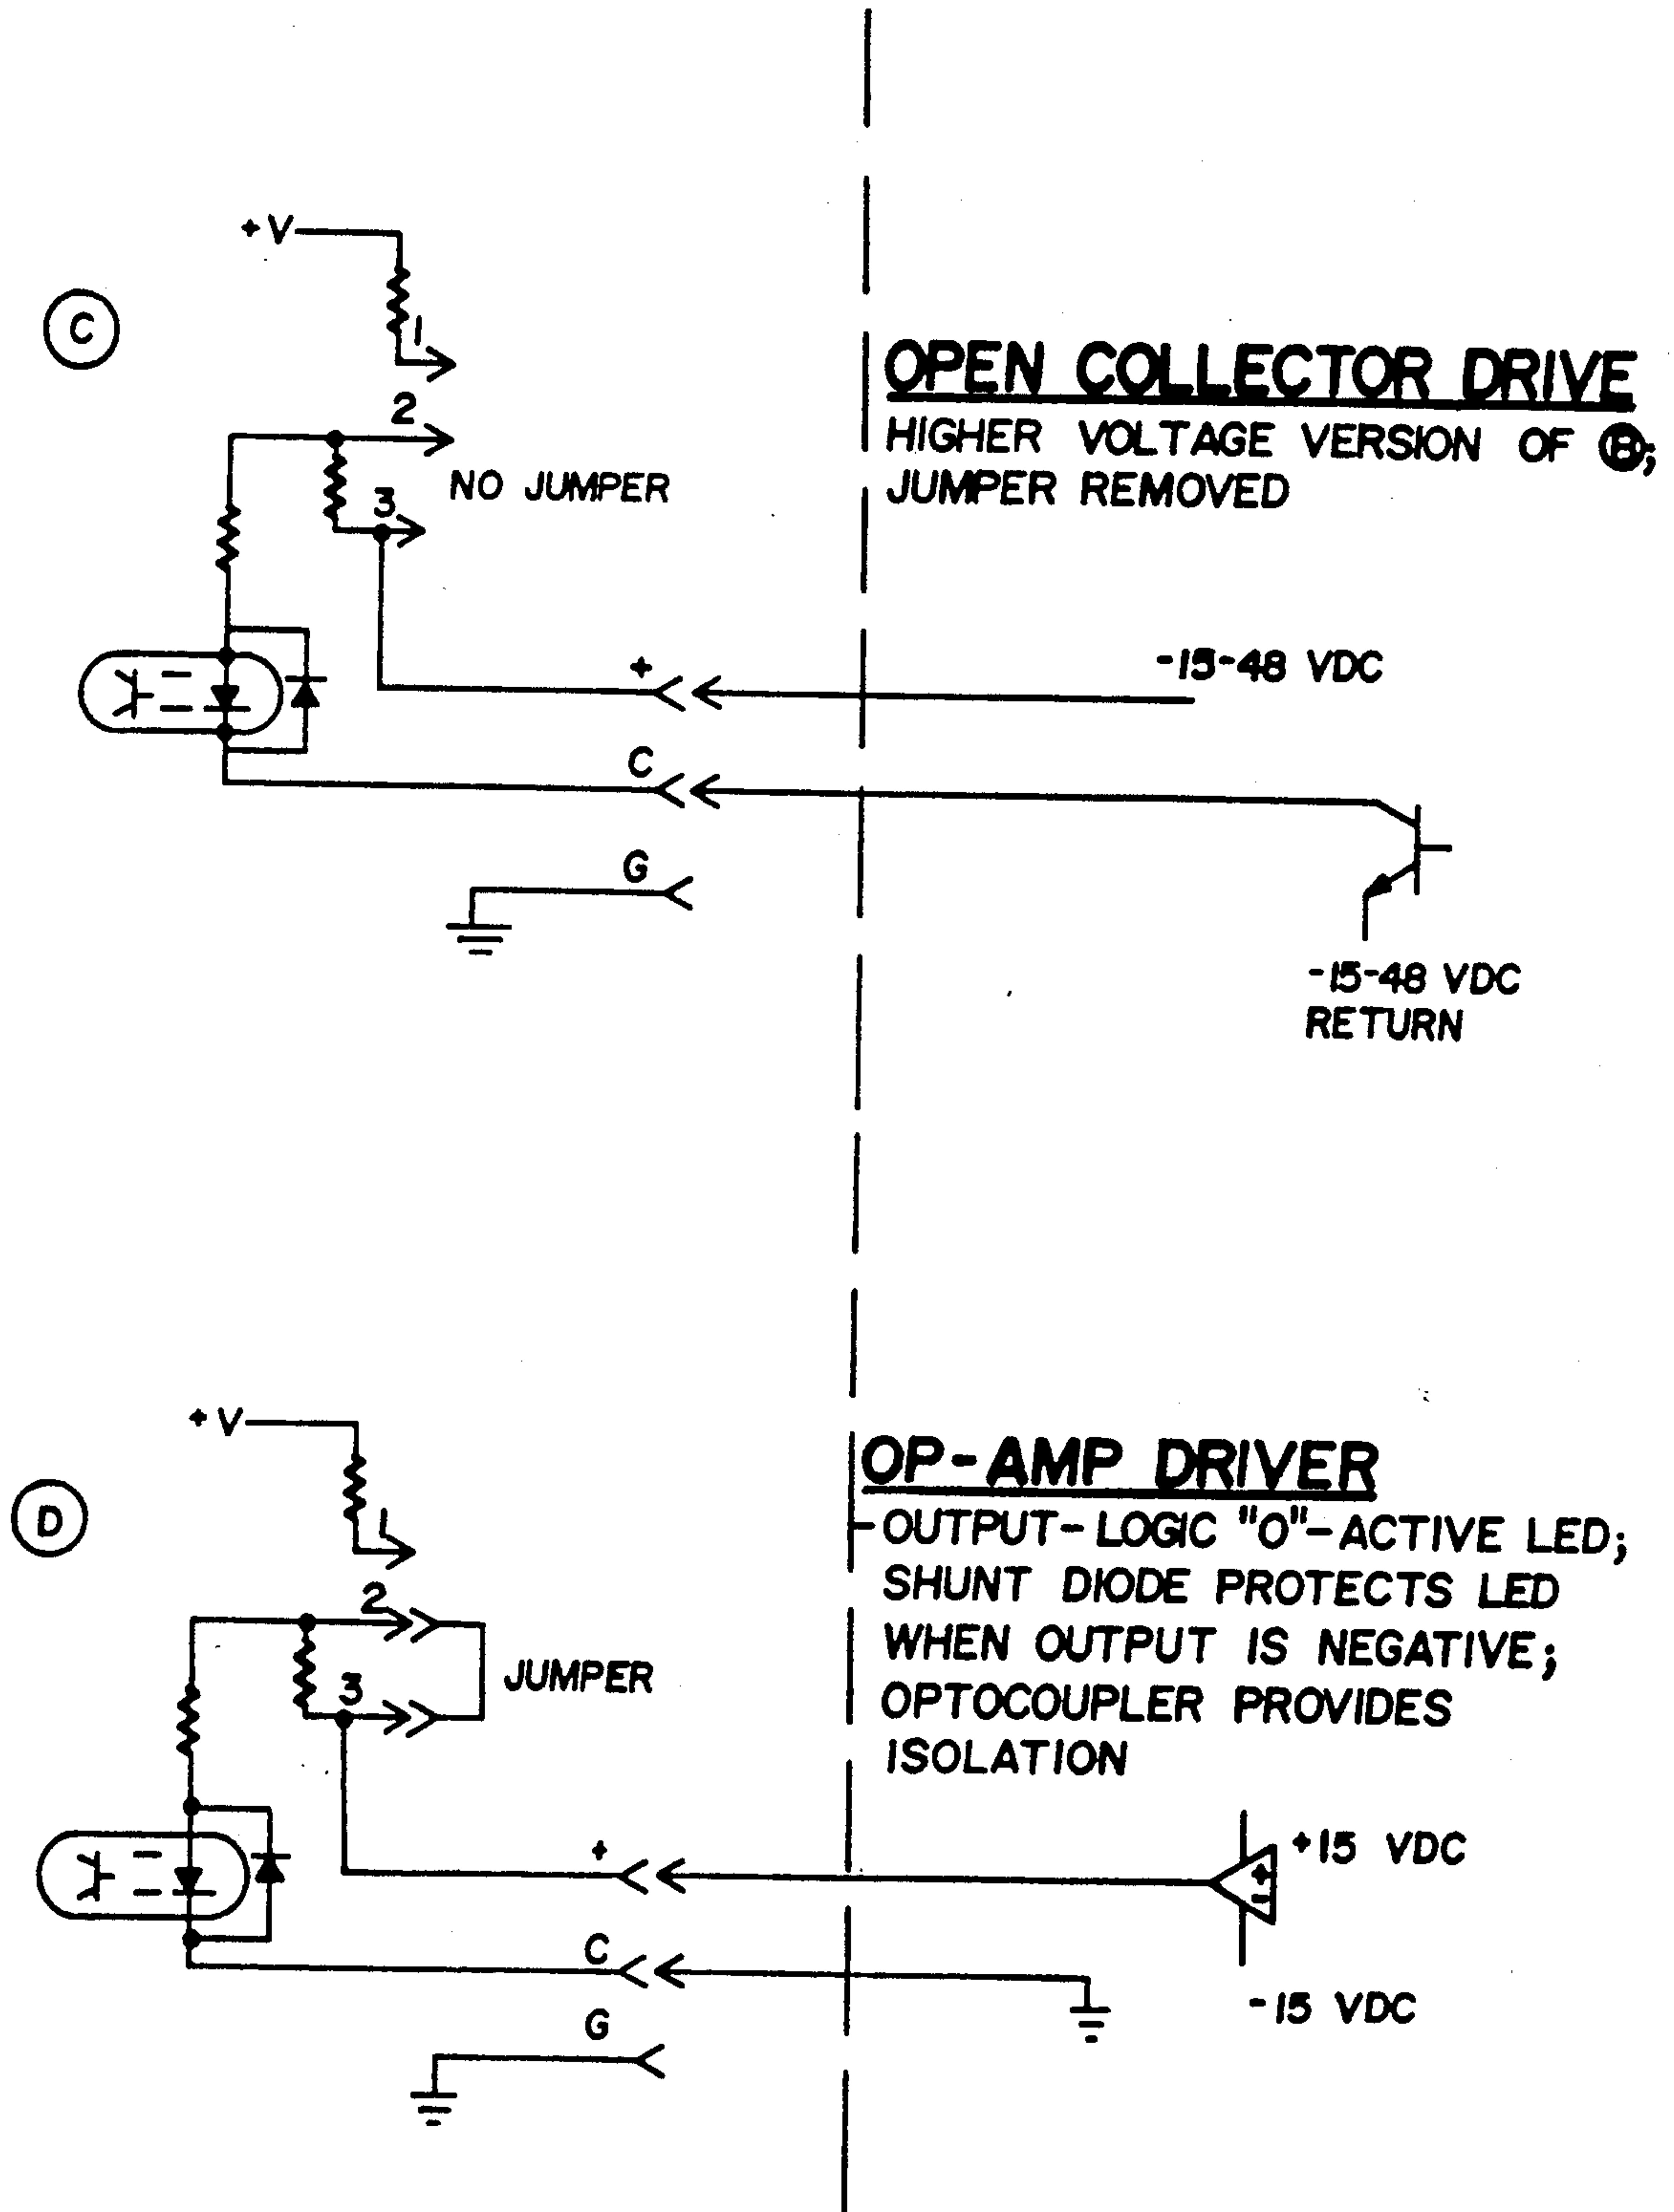 +V
C
1
2
3
NO JUMPER
OPEN COLLECTOR DRIVE
HIGHER VOLTAGE VERSION OF B;
JUMPER REMOVED
+
-15-48 VDC
C
G
-15-48 VDC
RETURN
+V
D
1
2
3
JUMPER
OP-AMP DRIVER
-OUTPUT-LOGIC "0"-ACTIVE LED;
SHUNT DIODE PROTECTS LED
WHEN OUTPUT IS NEGATIVE;
OPTOCOUPLER PROVIDES
ISOLATION
+
+15 VDC
+
-
C
-15 VDC
G